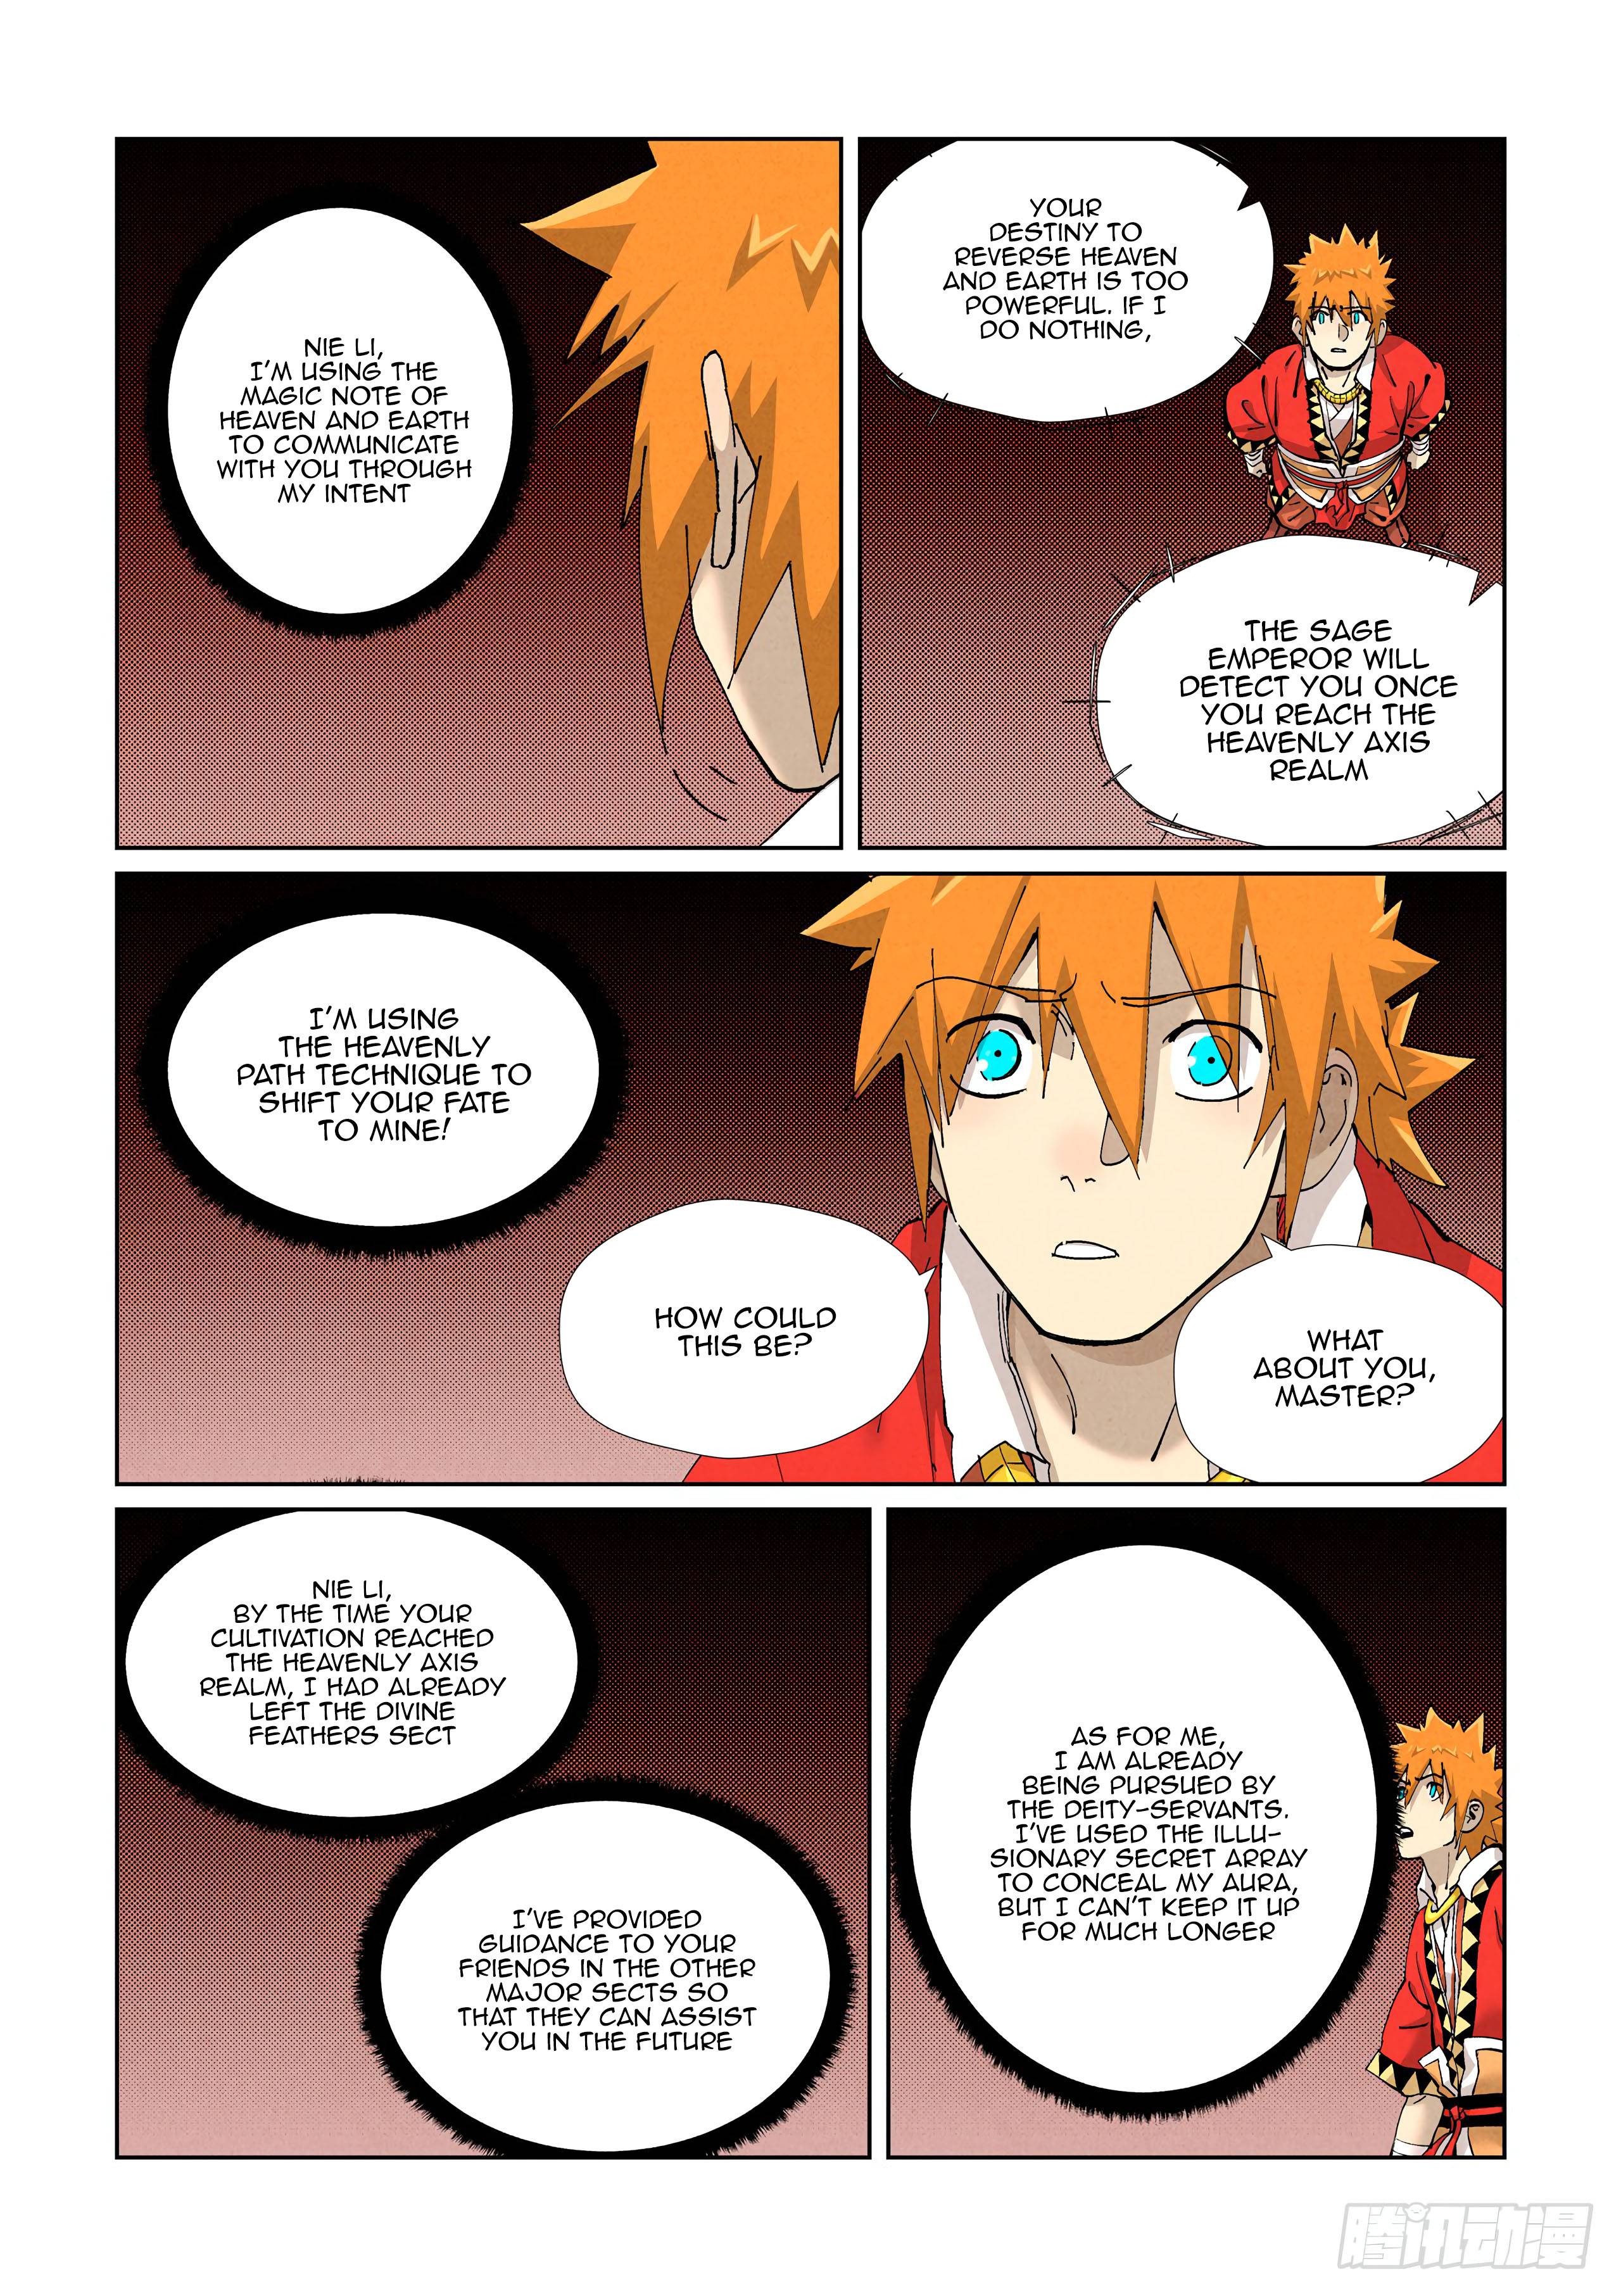 NIE LI,
I'M USING THE
MAGIC NOTE OF
HEAVEN AND EARTH
TO COMMUNICATE
WITH YOU THROUGH
MY INTENT
YOUR
DESTINY TO
REVERSE HEAVEN
AND EARTH IS TOO
POWERFUL. IF I
DO NOTHING,
THE SAGE
EMPEROR WILL
DETECT YOU ONCE
YOU REACH THE
HEAVENLY AXIS
REALM
I'M USING
THE HEAVENLY
PATH TECHNIQUE TO
SHIFT YOUR FATE
TO MINE!
HOW COULD
THIS BE?
WHAT
ABOUT YOU,
MASTER?
NIE LI,
BY THE TIME YOUR
CULTIVATION REACHED
THE HEAVENLY AXIS
REALM, I HAD ALREADY
LEFT THE DIVINE
FEATHERS SECT
I'VE PROVIDED
GUIDANCE TO YOUR
FRIENDS IN THE OTHER
MAJOR SECTS SO
THAT THEY CAN ASSIST
YOU IN THE FUTURE
AS FOR ME,
I AM ALREADY
BEING PURSUED BY
THE DEITY-SERVANTS.
I'VE USED THE ILLU-
SIONARY SECRET ARRAY
TO CONCEAL MY AURA,
BUT I CAN'T KEEP IT UP
FOR MUCH LONGER
腾讯动漫